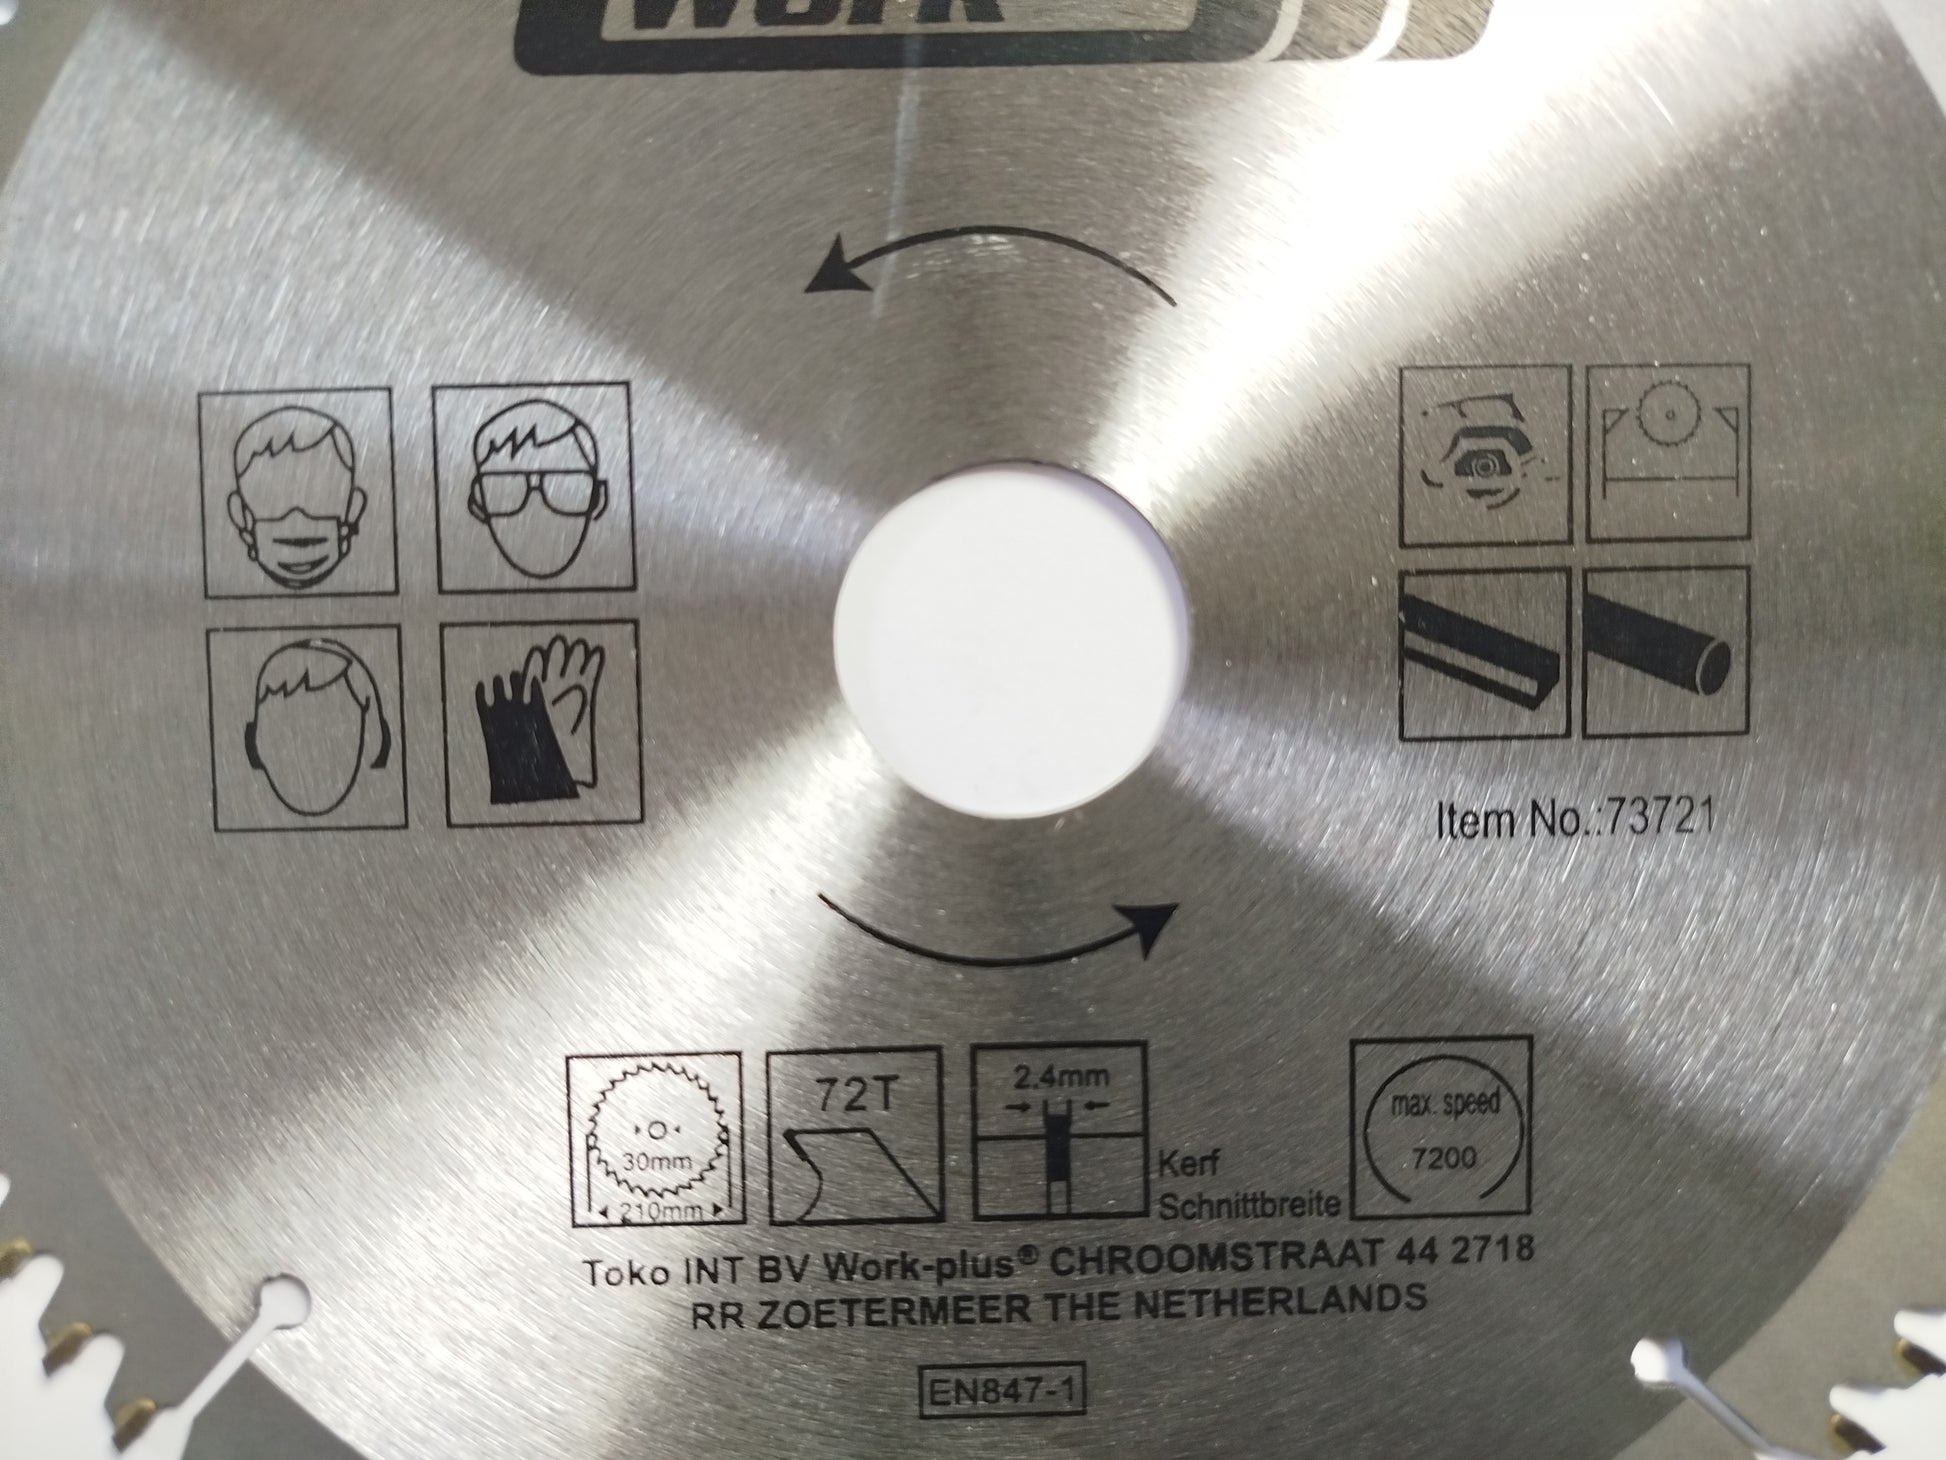 WORK
Item No.:73721
30mm
210mm
72T
2.4mm
Kerf
Schnittbreite
max. speed
7200
Toko INT BV Work-plus® CHROOMSTRAAT 44 2718
RR ZOETERMEER THE NETHERLANDS
EN847-1